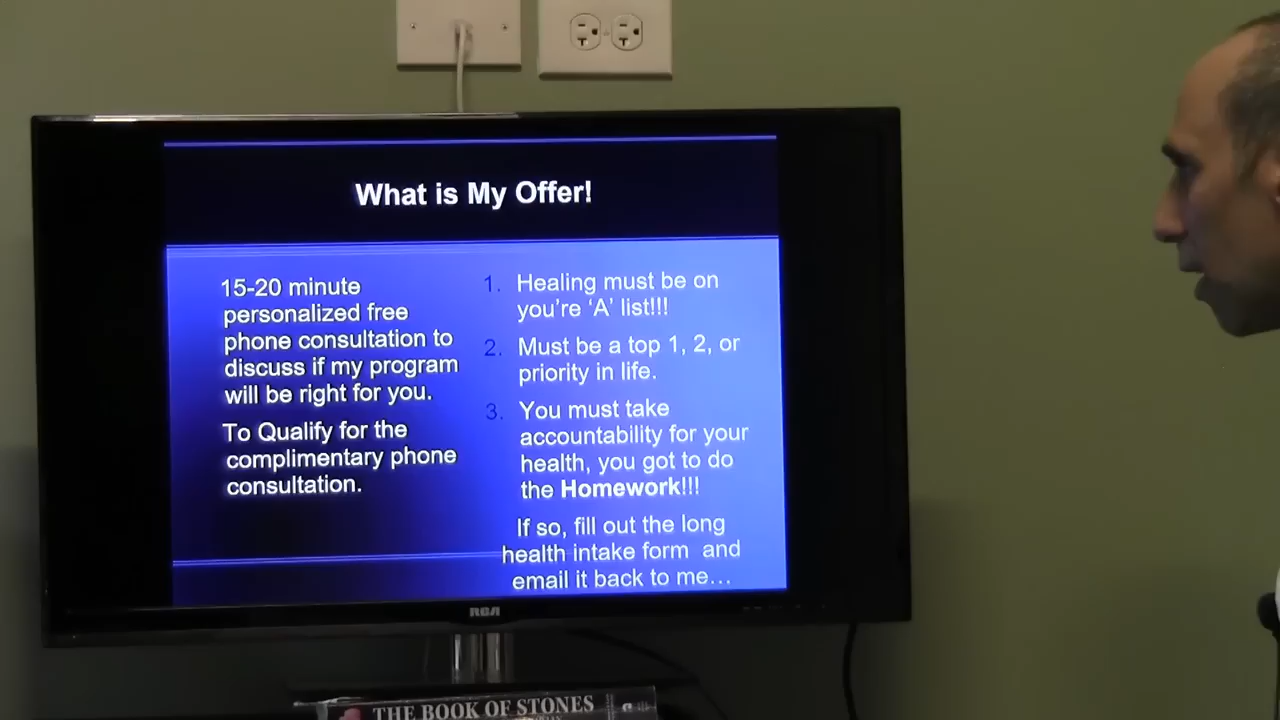 What is My Offer!
15-20 minute
personalized free
phone consultation to
discuss if my program
will be right for you.
To Qualify for the
complimentary phone
consultation.
1. Healing must be on
you're 'A' list!!!
2. Must be a top 1, 2, or
priority in life.
3. You must take
accountability for your
health, you got to do
the Homework!!!
If so, fill out the long
health intake form and
email it back to me...
RCA
THE BOOK OF STONES